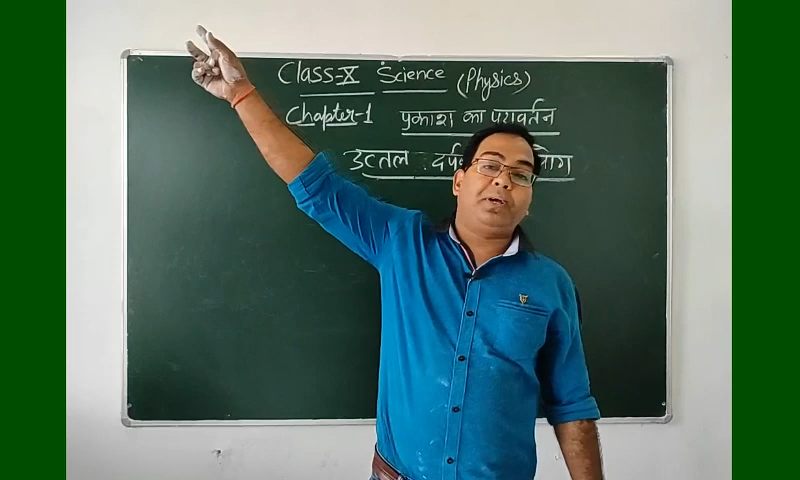 Class-X Science (Physics)
Chapter-1 प्रकाश का परावर्तन
उत्तल